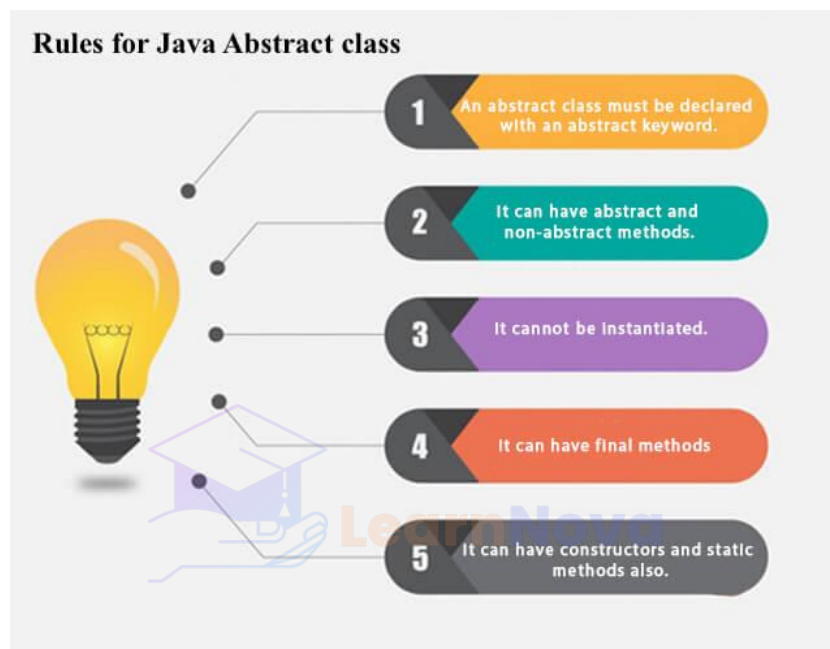 Rules for Java Abstract class
1
An abstract class must be declared
with an abstract keyword.
2
It can have abstract and
non-abstract methods.
3
It cannot be instantiated.
4
It can have final methods
LearnNova
5
It can have constructors and static
methods also.